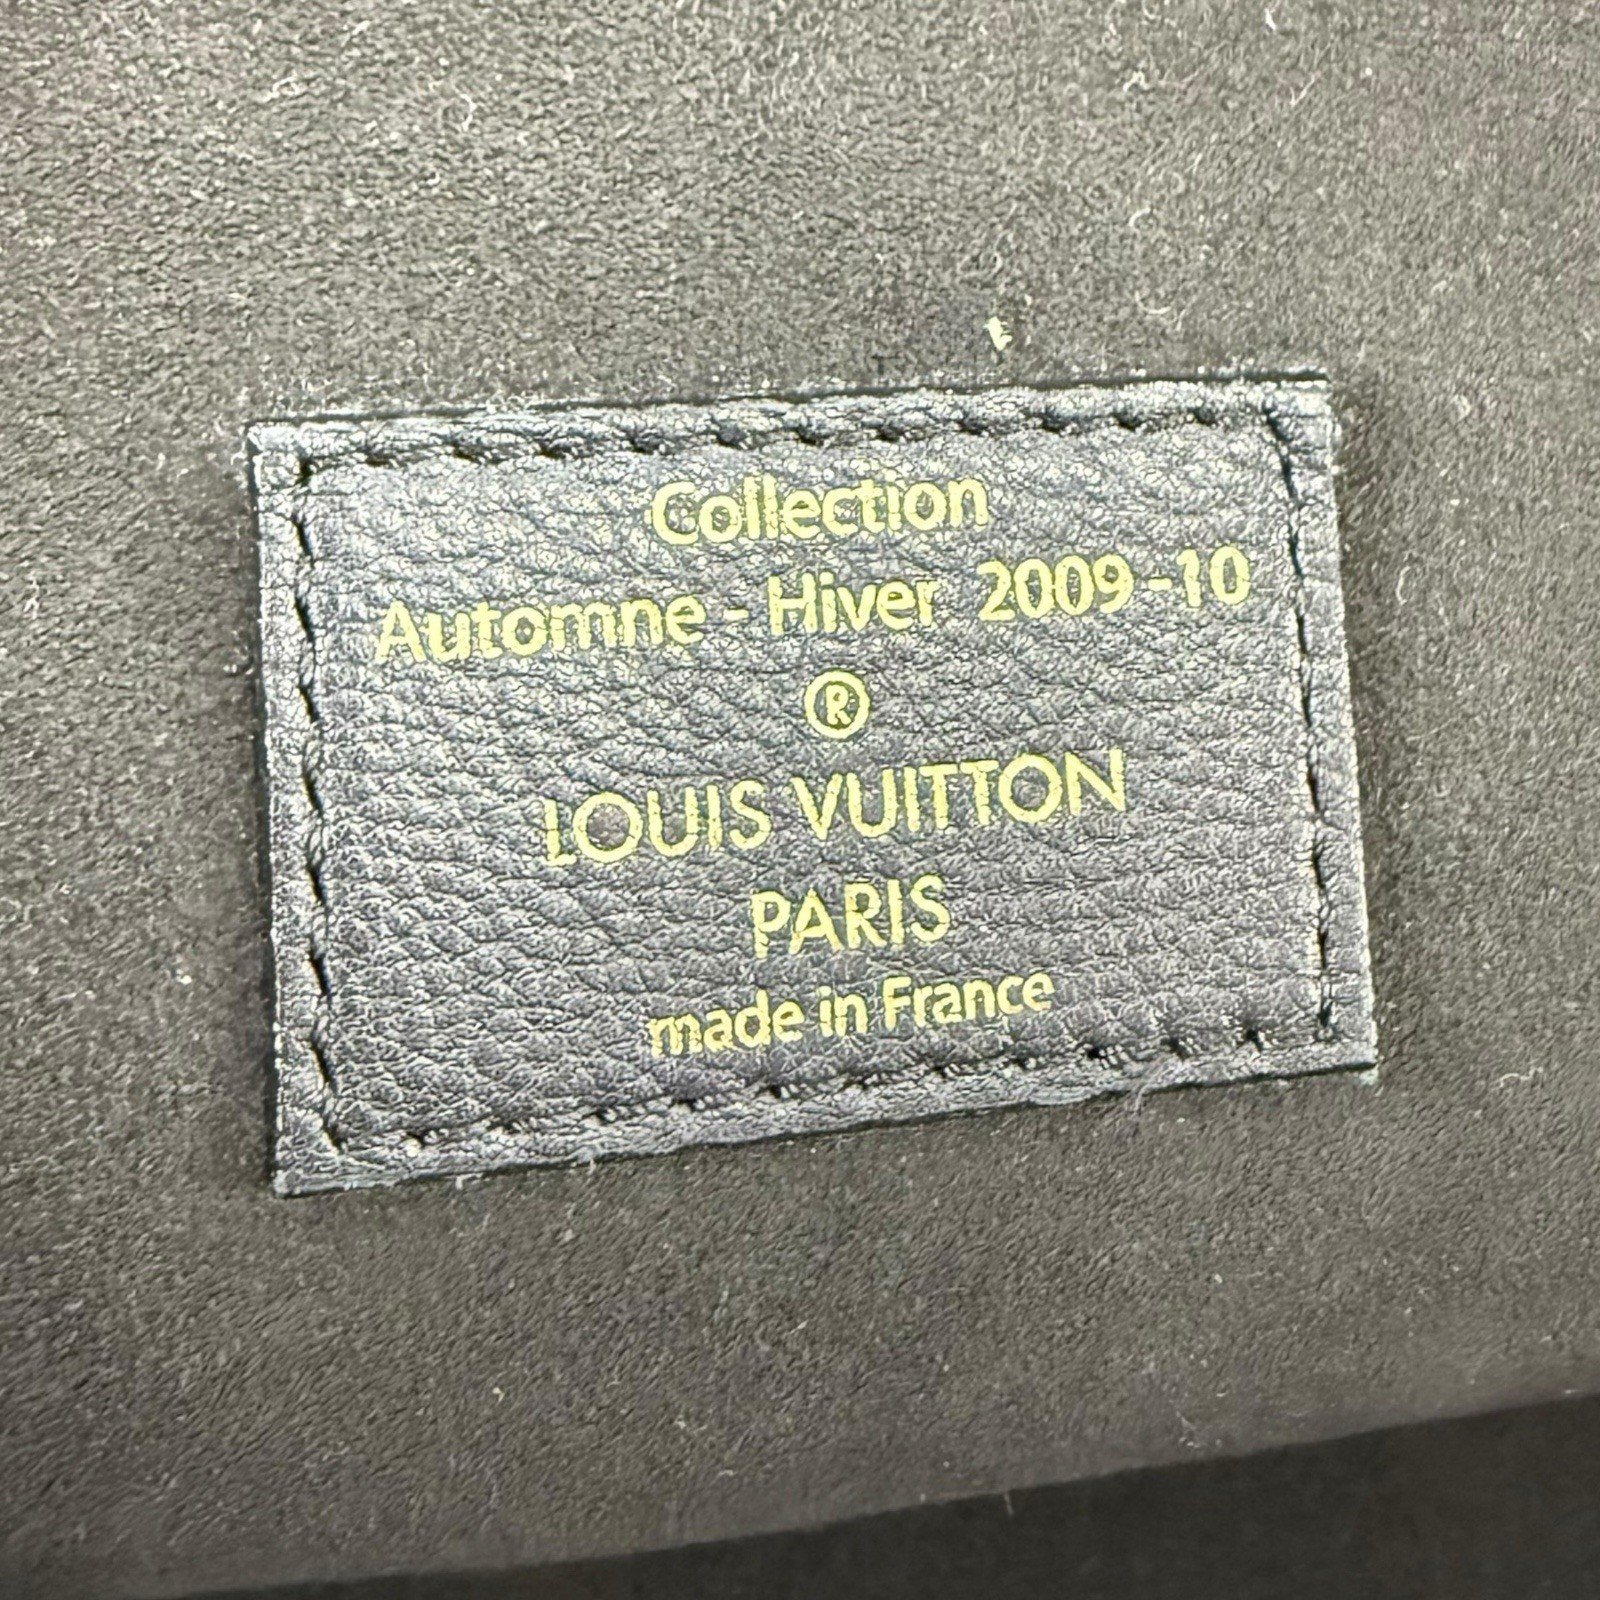 Collection
Automne - Hiver 2009-10
®
LOUIS VUITTON
PARIS
made in France